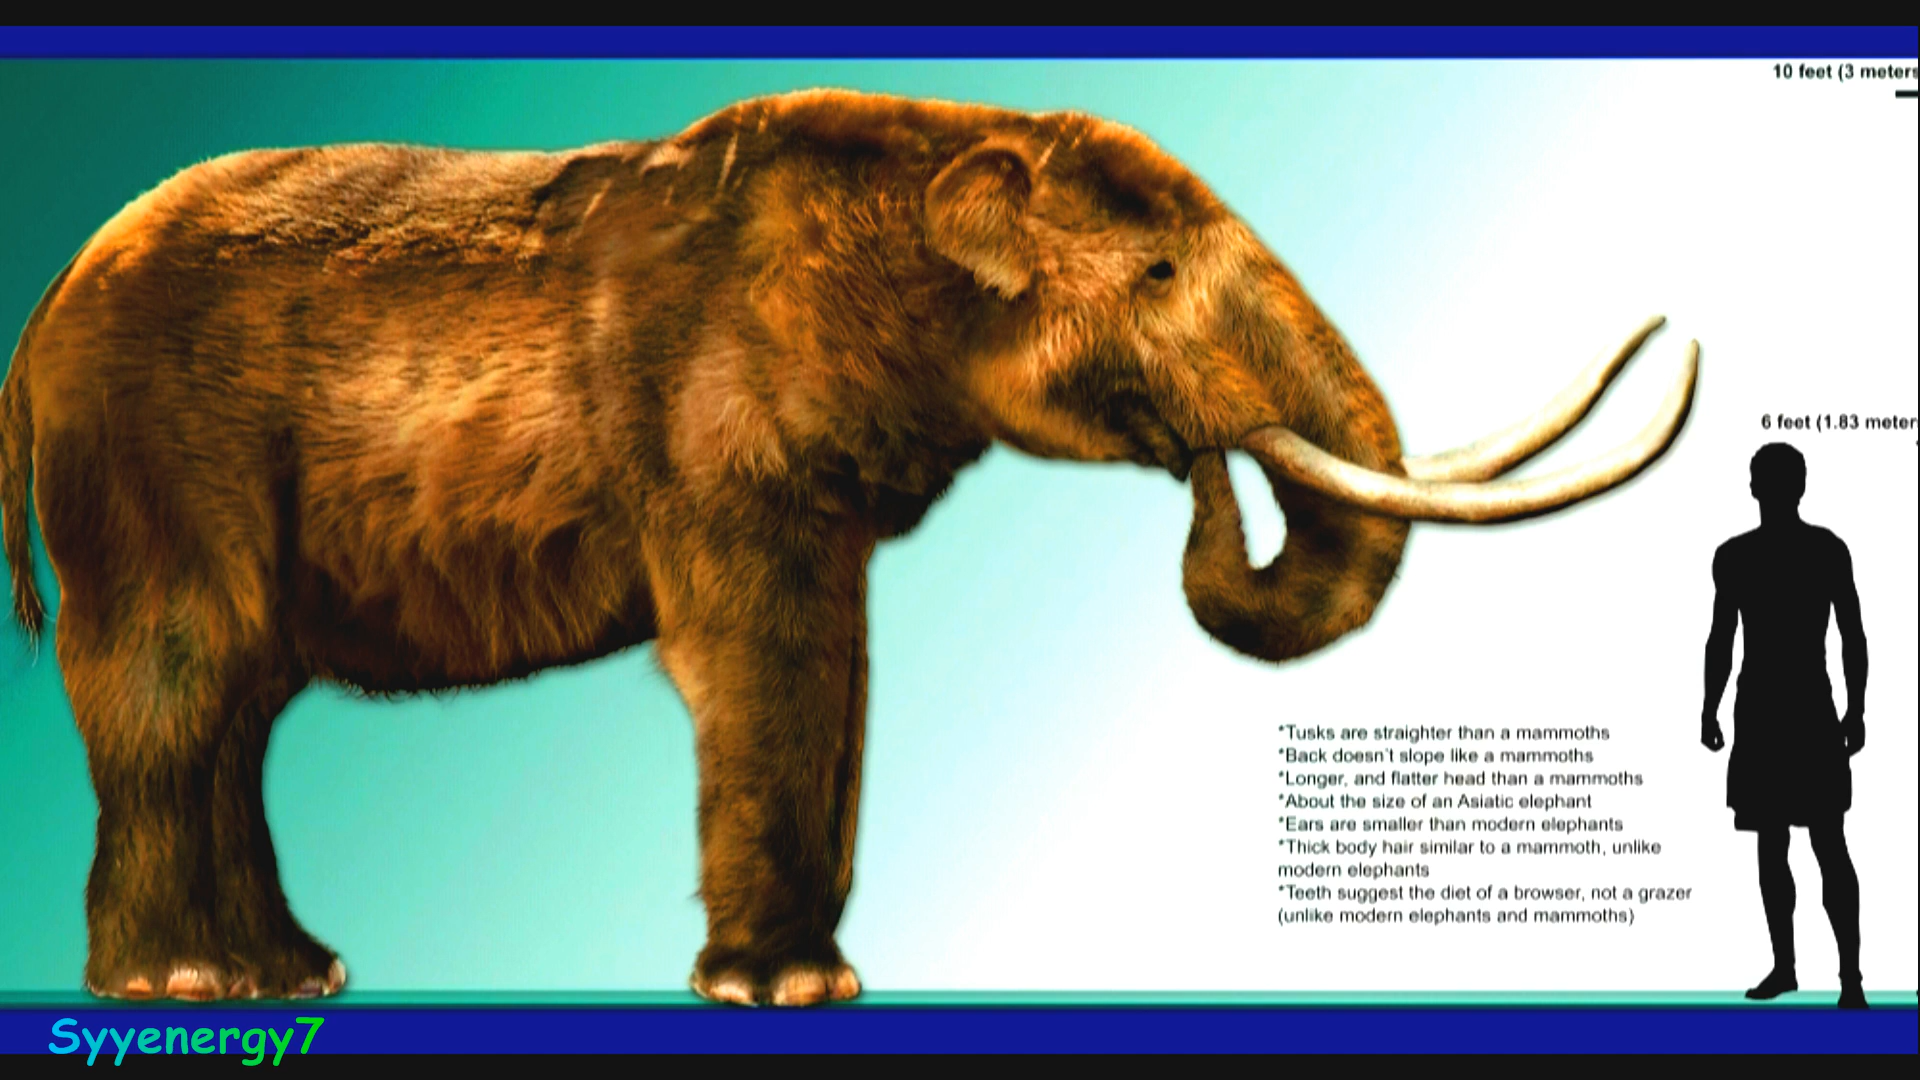 10 feet (3 meters
6 feet (1.83 meter
*Tusks are straighter than a mammoths
*Back doesn't slope like a mammoths
*Longer, and flatter head than a mammoths
*About the size of an Asiatic elephant
*Ears are smaller than modern elephants
*Thick body hair similar to a mammoth, unlike
modern elephants
*Teeth suggest the diet of a browser, not a grazer
(unlike modern elephants and mammoths)
Syyenergy7